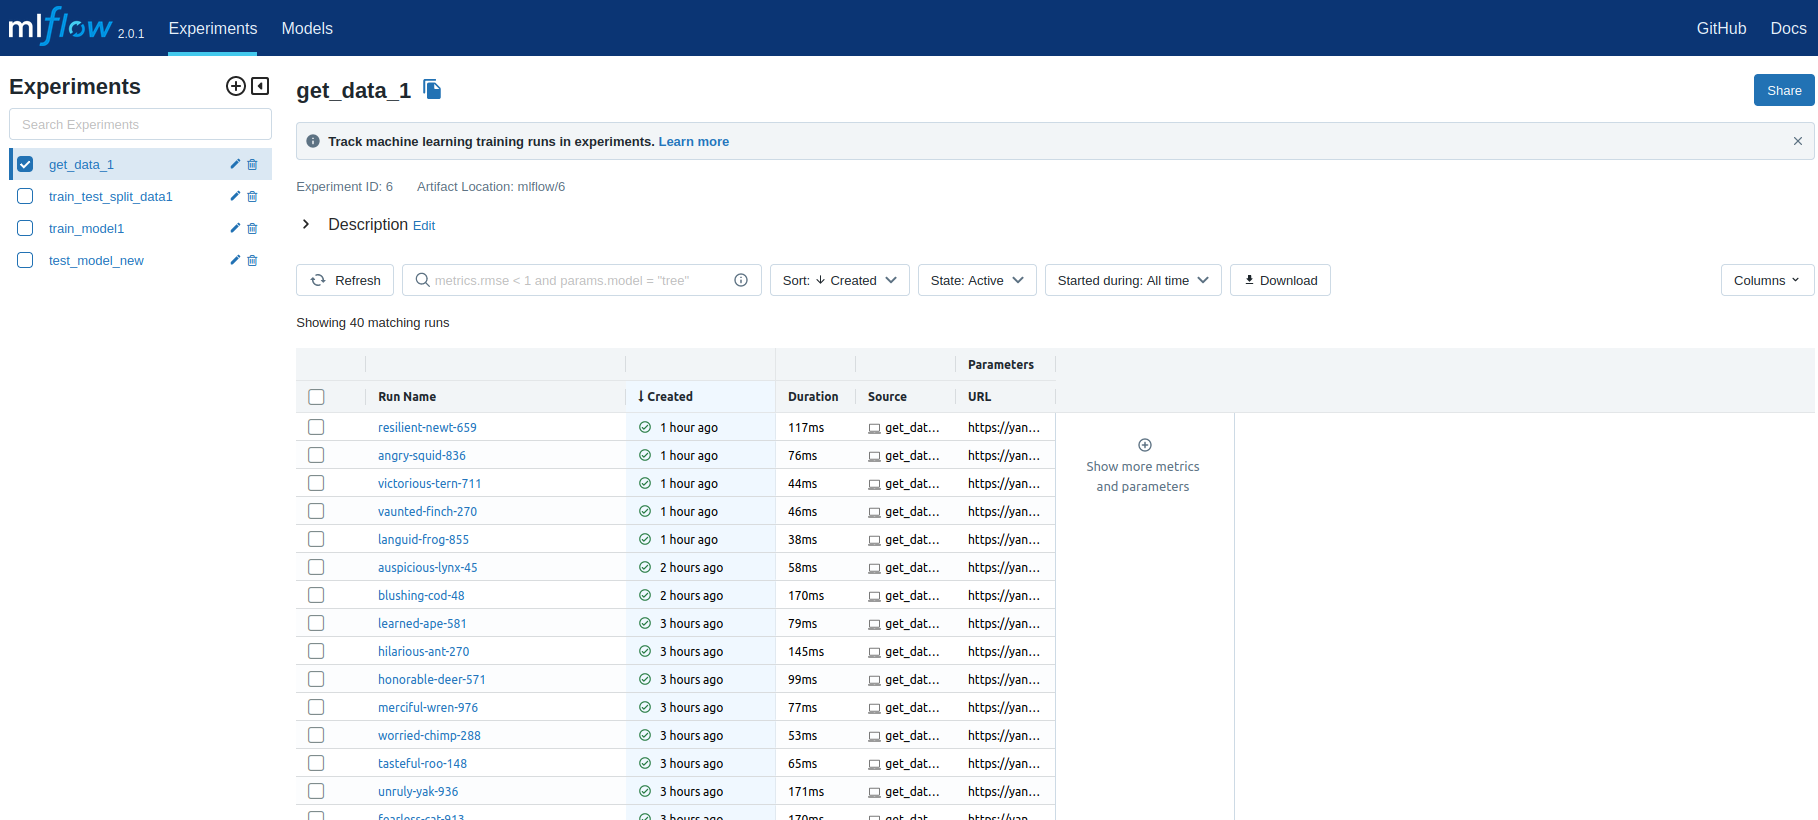 mlflow 2.0.1 Experiments Models GitHub Docs
Experiments
Search Experiments
get_data_1
train_test_split_data1
train_model1
test_model_new
get_data_1
Share
Track machine learning training runs in experiments. Learn more
Experiment ID: 6 Artifact Location: mlflow/6
Description Edit
Refresh metrics.rmse < 1 and params.model = "tree" Sort: Created State: Active Started during: All time Download Columns
Showing 40 matching runs
Parameters
Run Name Created Duration Source URL
resilient-newt-659 1 hour ago 117ms get_dat... https://yan...
angry-squid-836 1 hour ago 76ms get_dat... https://yan...
victorious-tern-711 1 hour ago 44ms get_dat... https://yan...
vaunted-finch-270 1 hour ago 46ms get_dat... https://yan...
languid-frog-855 1 hour ago 38ms get_dat... https://yan...
auspicious-lynx-45 2 hours ago 58ms get_dat... https://yan...
blushing-cod-48 2 hours ago 170ms get_dat... https://yan...
learned-ape-581 3 hours ago 79ms get_dat... https://yan...
hilarious-ant-270 3 hours ago 145ms get_dat... https://yan...
honorable-deer-571 3 hours ago 99ms get_dat... https://yan...
merciful-wren-976 3 hours ago 77ms get_dat... https://yan...
worried-chimp-288 3 hours ago 53ms get_dat... https://yan...
tasteful-roo-148 3 hours ago 65ms get_dat... https://yan...
unruly-yak-936 3 hours ago 171ms get_dat... https://yan...
fearless-cat-913 3 hours ago 170ms get_dat... https://yan...
Show more metrics
and parameters